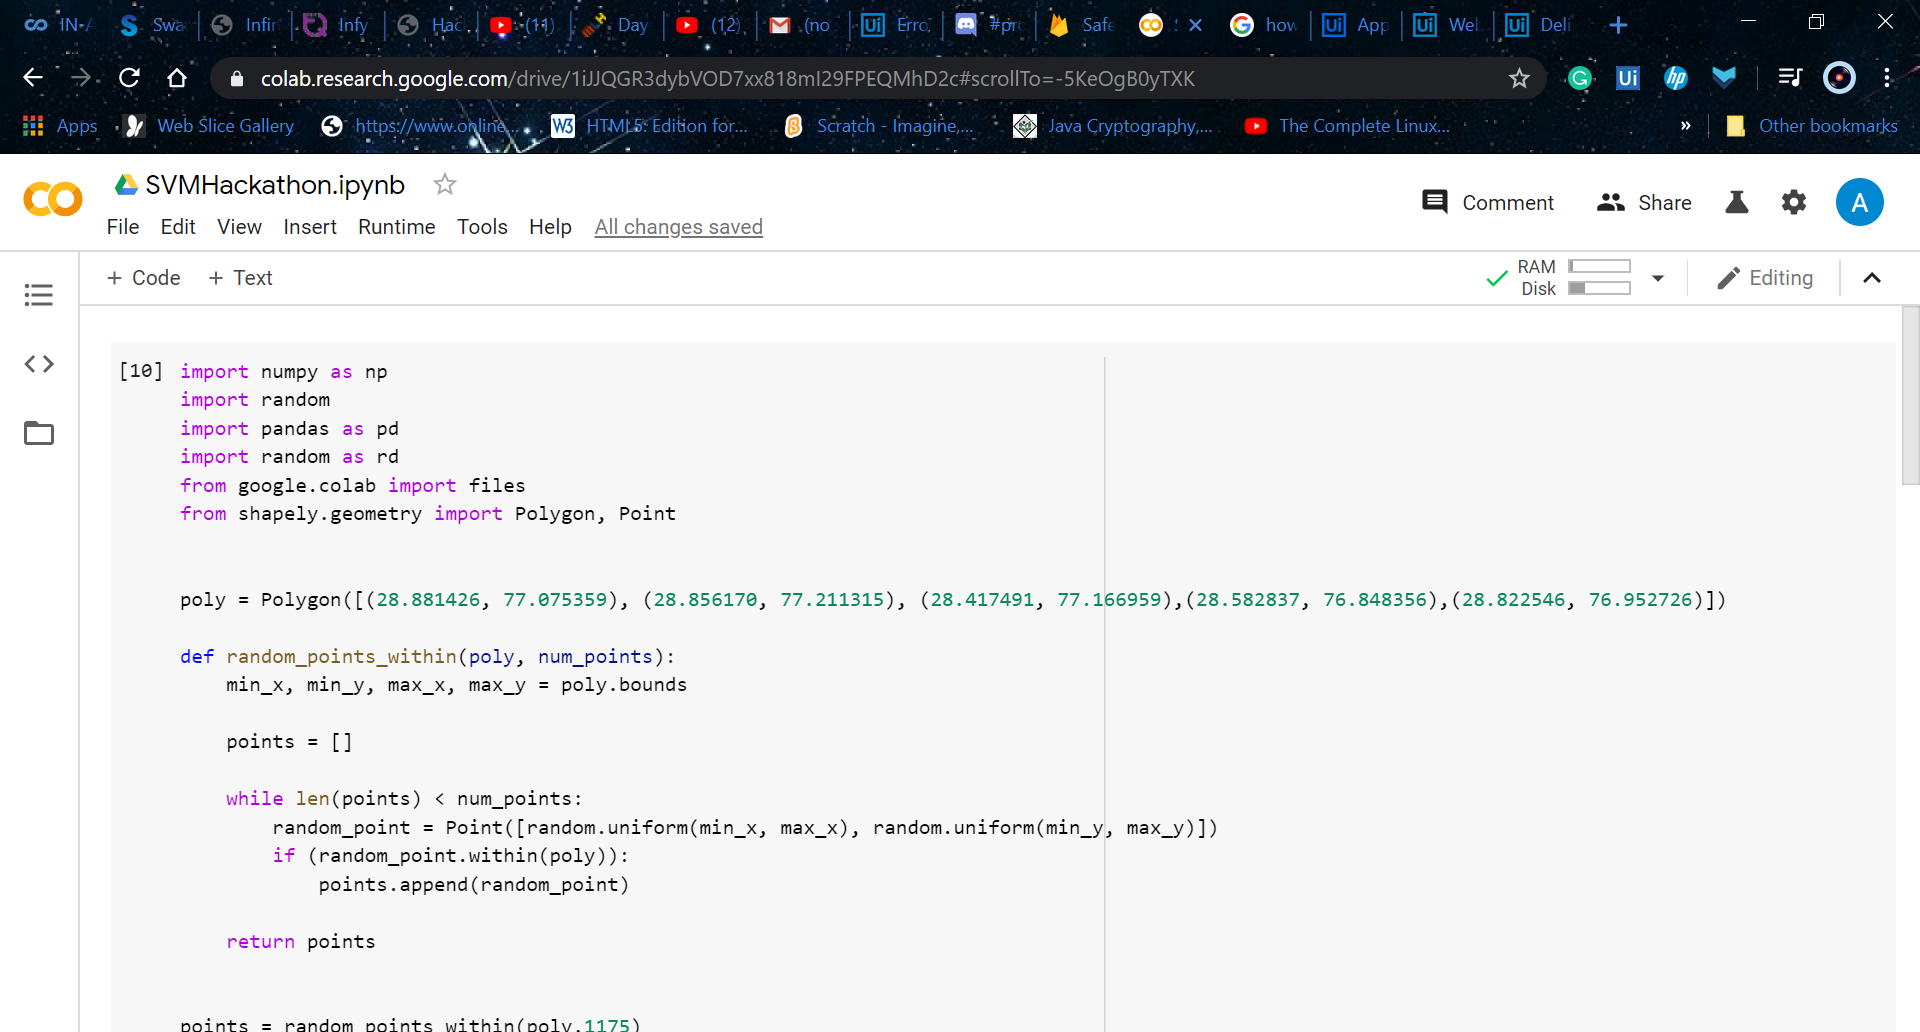 IN-A Swa Infin Infy Hac (11) Day (12) (no Erro #pro Safe S how App Web Deli
colab.research.google.com/drive/1iJJQGR3dybVOD7xx818mI29FPEQMhD2c#scrollTo=-5KeOgB0yTXK
Apps Web Slice Gallery https://www.online.... HTML5: Edition for... Scratch - Imagine,... Java Cryptography,... The Complete Linux... » Other bookmarks
SVMHackathon.ipynb
Comment Share A
File Edit View Insert Runtime Tools Help All changes saved
+ Code + Text RAM Disk Editing
[10] import numpy as np
import random
import pandas as pd
import random as rd
from google.colab import files
from shapely.geometry import Polygon, Point
poly = Polygon([(28.881426, 77.075359), (28.856170, 77.211315), (28.417491, 77.166959),(28.582837, 76.848356),(28.822546, 76.952726)])
def random_points_within(poly, num_points):
min_x, min_y, max_x, max_y = poly.bounds
points = []
while len(points) < num_points:
random_point = Point([random.uniform(min_x, max_x), random.uniform(min_y, max_y)])
if (random_point.within(poly)):
points.append(random_point)
return points
points = random_points_within(poly,1175)